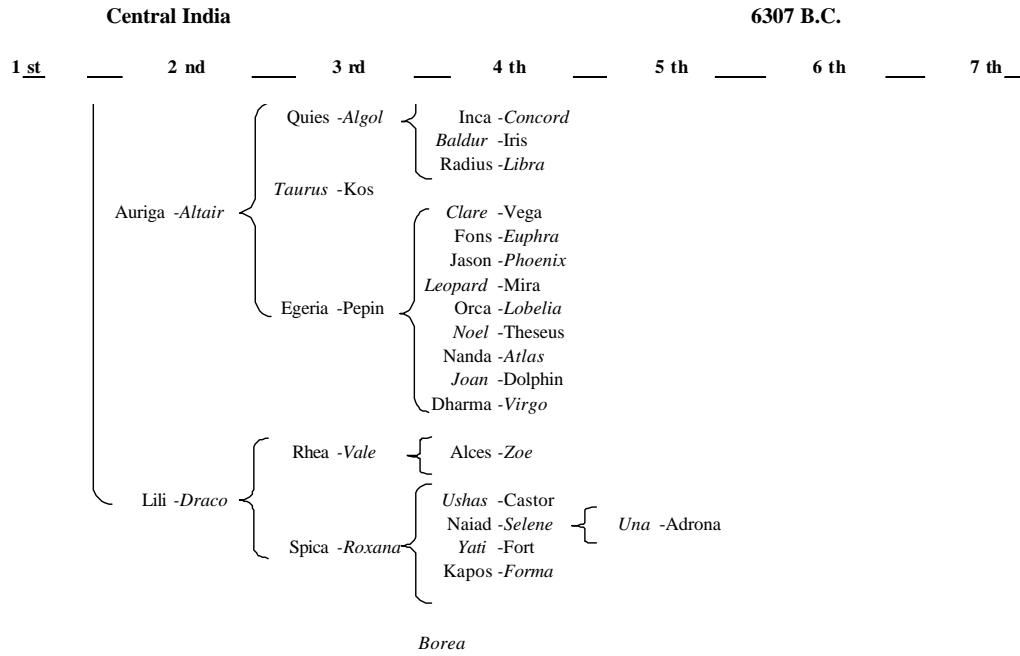 Central India 6307 B.C.
1 st 2 nd 3 rd 4 th 5 th 6 th 7 th
Quies -Algol Inca -Concord
Baldur -Iris
Radius -Libra
Taurus -Kos
Auriga -Altair Clare -Vega
Fons -Euphra
Jason -Phoenix
Leopard -Mira
Egeria -Pepin Orca -Lobelia
Noel -Theseus
Nanda -Atlas
Joan -Dolphin
Dharma -Virgo
Rhea -Vale Alces -Zoe
Lili -Draco Ushas -Castor
Naiad -Selene Una -Adrona
Spica -Roxana Yati -Fort
Kapos -Forma
Borea